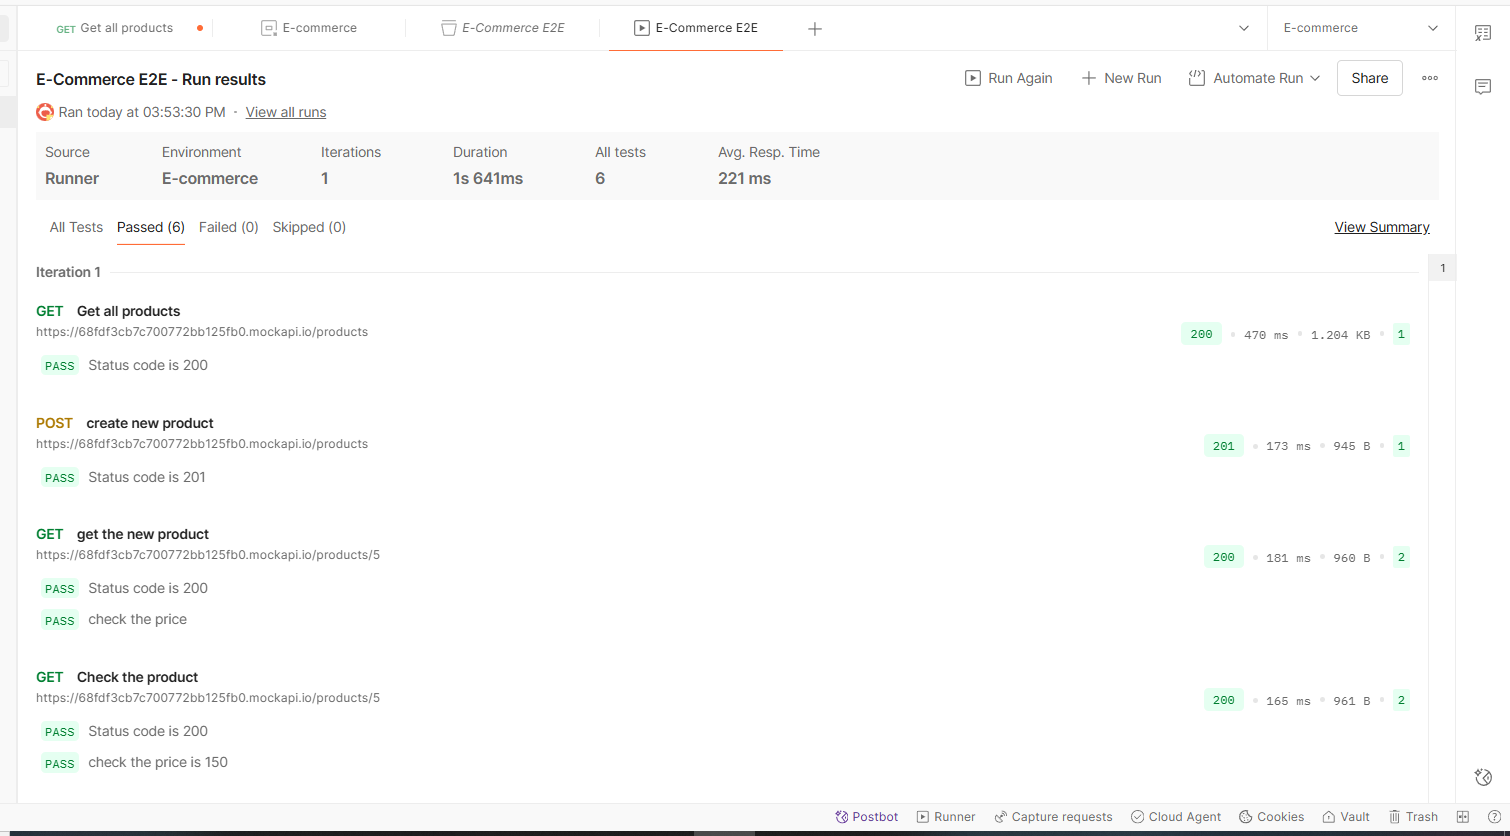 GET Get all products
E-commerce
E-Commerce E2E
E-Commerce E2E
E-commerce
E-Commerce E2E - Run results
Run Again
New Run
Automate Run
Share
Ran today at 03:53:30 PM · View all runs
Source Environment Iterations Duration All tests Avg. Resp. Time
Runner E-commerce 1 1s 641ms 6 221 ms
All Tests Passed (6) Failed (0) Skipped (0) View Summary
Iteration 1
1
GET Get all products
https://68fdf3cb7c700772bb125fb0.mockapi.io/products
200 • 470 ms • 1.204 KB • 1
PASS Status code is 200
POST create new product
https://68fdf3cb7c700772bb125fb0.mockapi.io/products
201 • 173 ms • 945 B • 1
PASS Status code is 201
GET get the new product
https://68fdf3cb7c700772bb125fb0.mockapi.io/products/5
200 • 181 ms • 960 B • 2
PASS Status code is 200
PASS check the price
GET Check the product
https://68fdf3cb7c700772bb125fb0.mockapi.io/products/5
200 • 165 ms • 961 B • 2
PASS Status code is 200
PASS check the price is 150
Postbot Runner Capture requests Cloud Agent Cookies Vault Trash